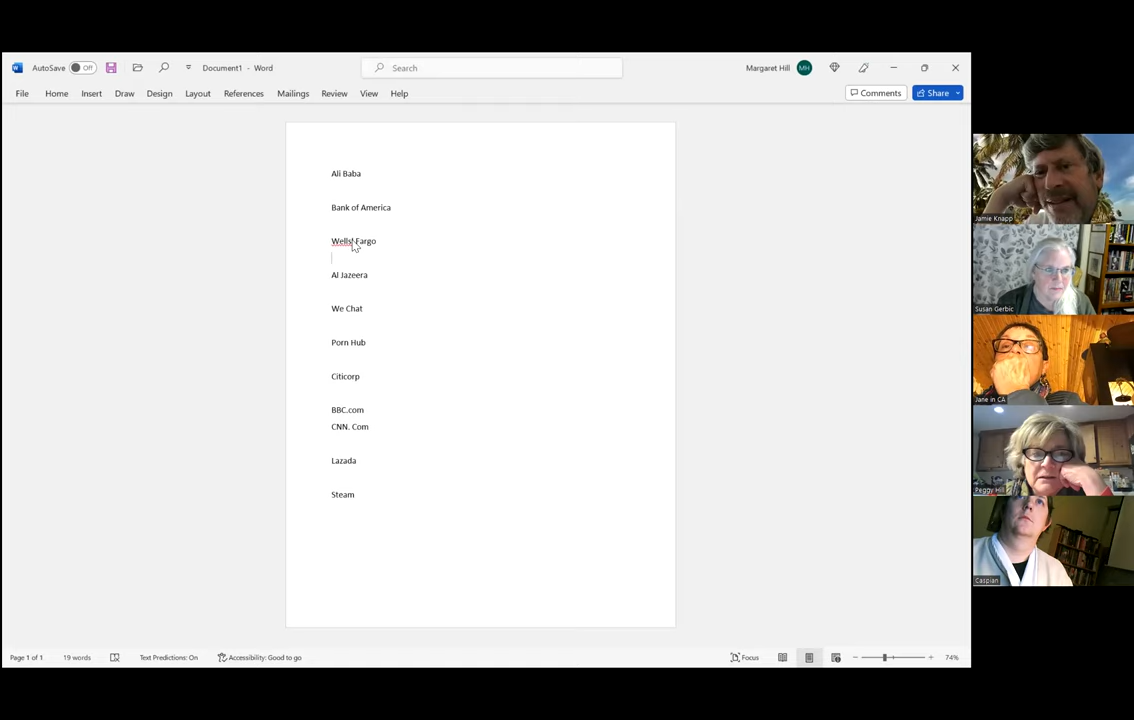 AutoSave Off Document1 - Word Search Margaret Hill MH
File Home Insert Draw Design Layout References Mailings Review View Help Comments Share
Ali Baba
Bank of America
Wells' Fargo
Al Jazeera
We Chat
Porn Hub
Citicorp
BBC.com
CNN. Com
Lazada
Steam
Jamie Knapp
Susan Gerbic
Jane in CA
Peggy Hill
Caspian
Page 1 of 1 19 words Text Predictions: On Accessibility: Good to go Focus 74%